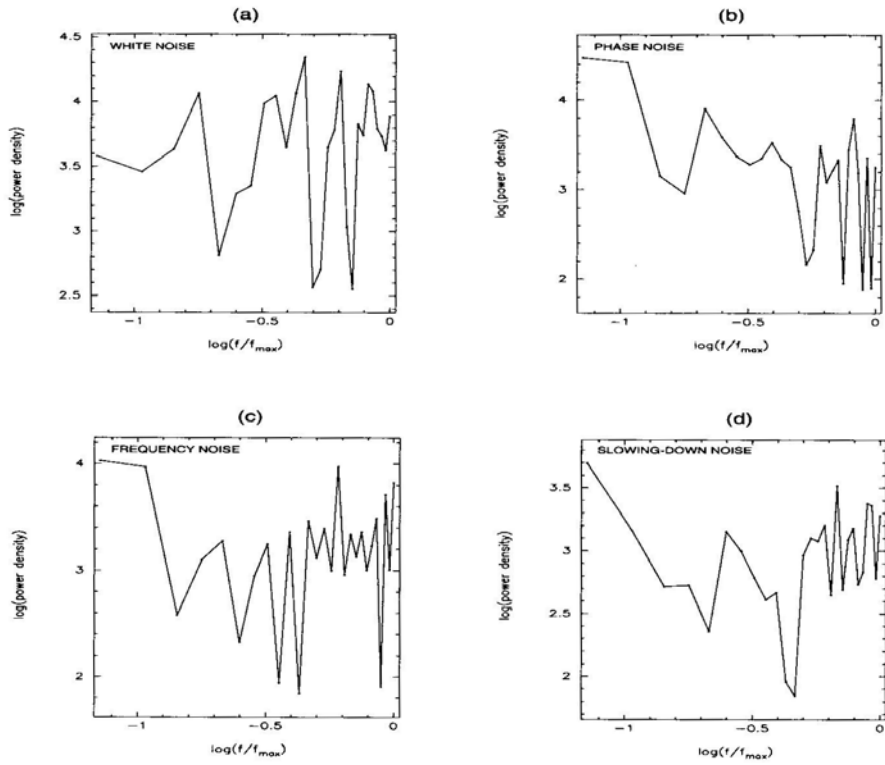 (a)
WHITE NOISE
4.5
4
3.5
3
2.5
log(power density)
−1
−0.5
0
log(f/fmax)
(b)
PHASE NOISE
4
3
2
log(power density)
−1
−0.5
0
log(f/fmax)
(c)
FREQUENCY NOISE
4
3
2
log(power density)
−1
−0.5
0
log(f/fmax)
(d)
SLOWING-DOWN NOISE
3.5
3
2.5
2
log(power density)
−1
−0.5
0
log(f/fmax)